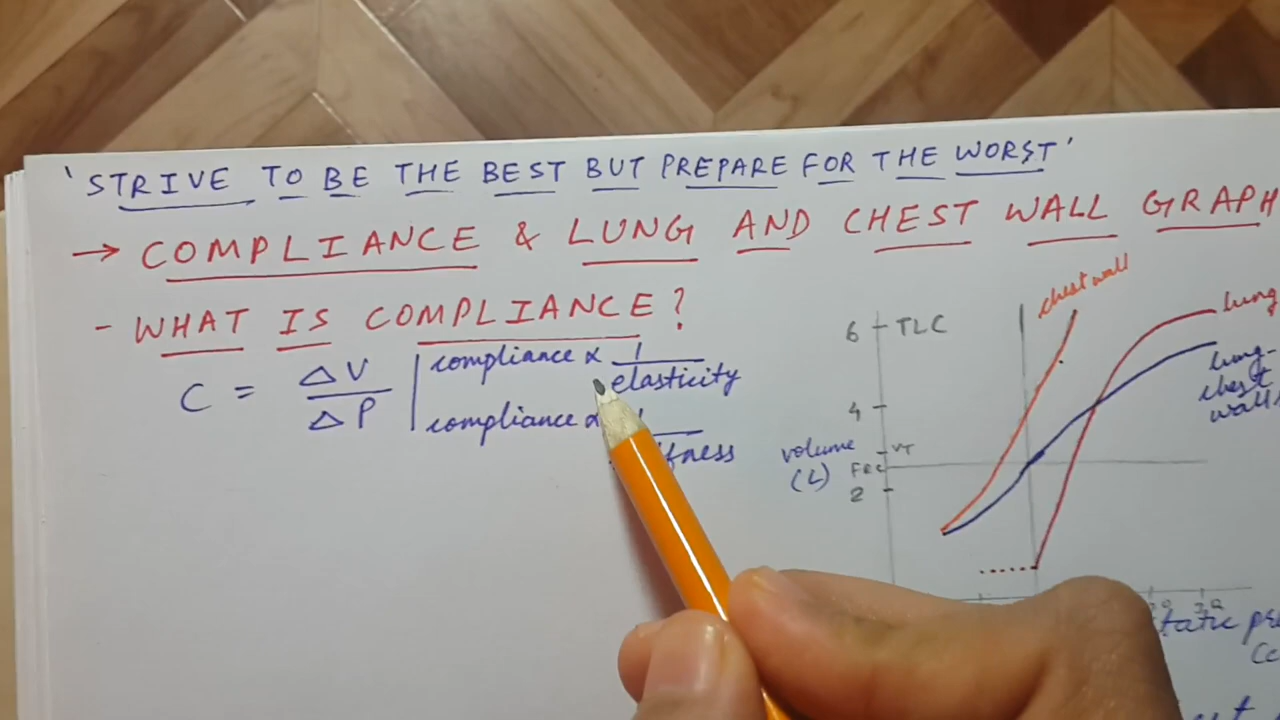 'STRIVE TO BE THE BEST BUT PREPARE FOR THE WORST'
→ COMPLIANCE & LUNG AND CHEST WALL GRAPH
- WHAT IS COMPLIANCE?
C = ΔV / ΔP
compliance ∝ 1 / elasticity
compliance ∝ 1
chest wall
lung
lung-
chest
wall
6 TLC
4
volume
(L)
VT
FRC
2
static